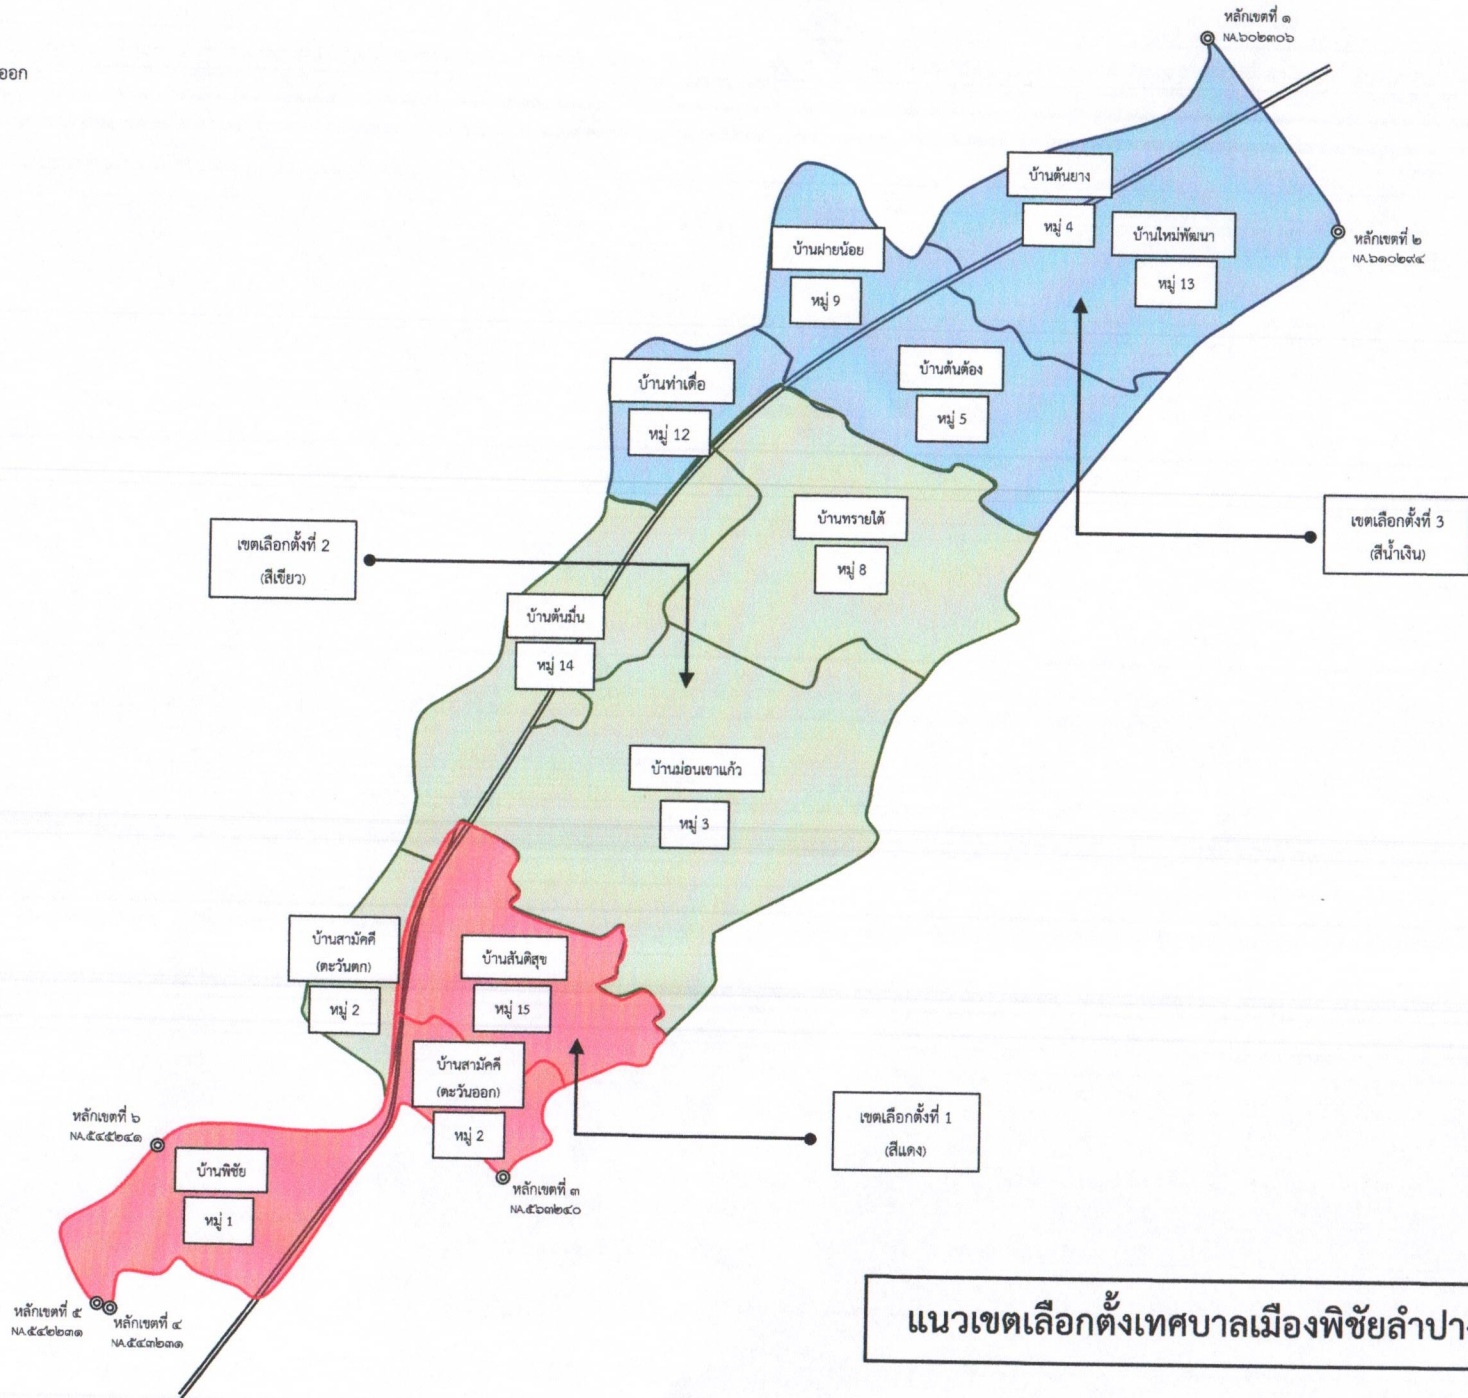 หลักเขตที่ ๑
NA.๖๐๒๓๐๖
ออก
บ้านต้นยาง
หมู่ 4
บ้านใหม่พัฒนา
หมู่ 13
หลักเขตที่ ๒
NA.๖๑๐๒๙๔
บ้านฝายน้อย
หมู่ 9
บ้านท่าเดื่อ
หมู่ 12
บ้านต้นต้อง
หมู่ 5
บ้านทรายใต้
หมู่ 8
เขตเลือกตั้งที่ 2
(สีเขียว)
เขตเลือกตั้งที่ 3
(สีน้ำเงิน)
บ้านต้นมื่น
หมู่ 14
บ้านม่อนเขาแก้ว
หมู่ 3
บ้านสามัคคี
(ตะวันตก)
หมู่ 2
บ้านสันติสุข
หมู่ 15
บ้านสามัคคี
(ตะวันออก)
หมู่ 2
เขตเลือกตั้งที่ 1
(สีแดง)
หลักเขตที่ ๖
NA.๕๔๕๒๔๑
บ้านพิชัย
หมู่ 1
หลักเขตที่ ๓
NA.๕๖๓๒๔๐
หลักเขตที่ ๕
NA.๕๔๒๒๓๑
หลักเขตที่ ๔
NA.๕๔๓๒๓๑
แนวเขตเลือกตั้งเทศบาลเมืองพิชัยลำปาง